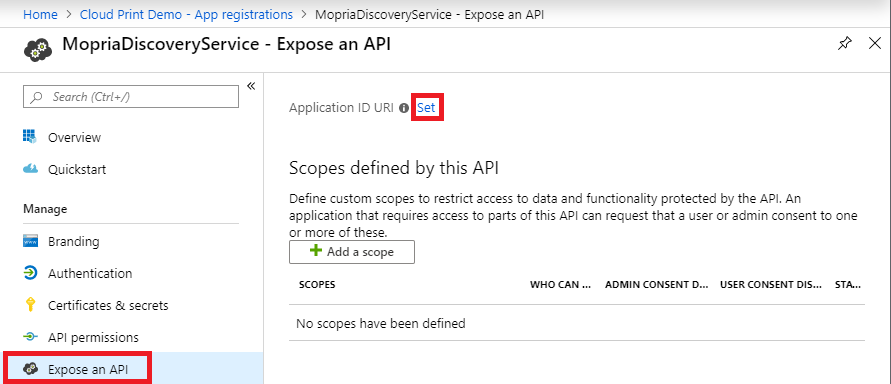 Home > Cloud Print Demo - App registrations > MopriaDiscoveryService - Expose an API
MopriaDiscoveryService - Expose an API
Search (Ctrl+/)
Overview
Quickstart
Manage
Branding
Authentication
Certificates & secrets
API permissions
Expose an API
Application ID URI Set
Scopes defined by this API
Define custom scopes to restrict access to data and functionality protected by the API. An
application that requires access to parts of this API can request that a user or admin consent to one
or more of these.
+ Add a scope
SCOPES WHO CAN ... ADMIN CONSENT D... USER CONSENT DIS... STA...
No scopes have been defined